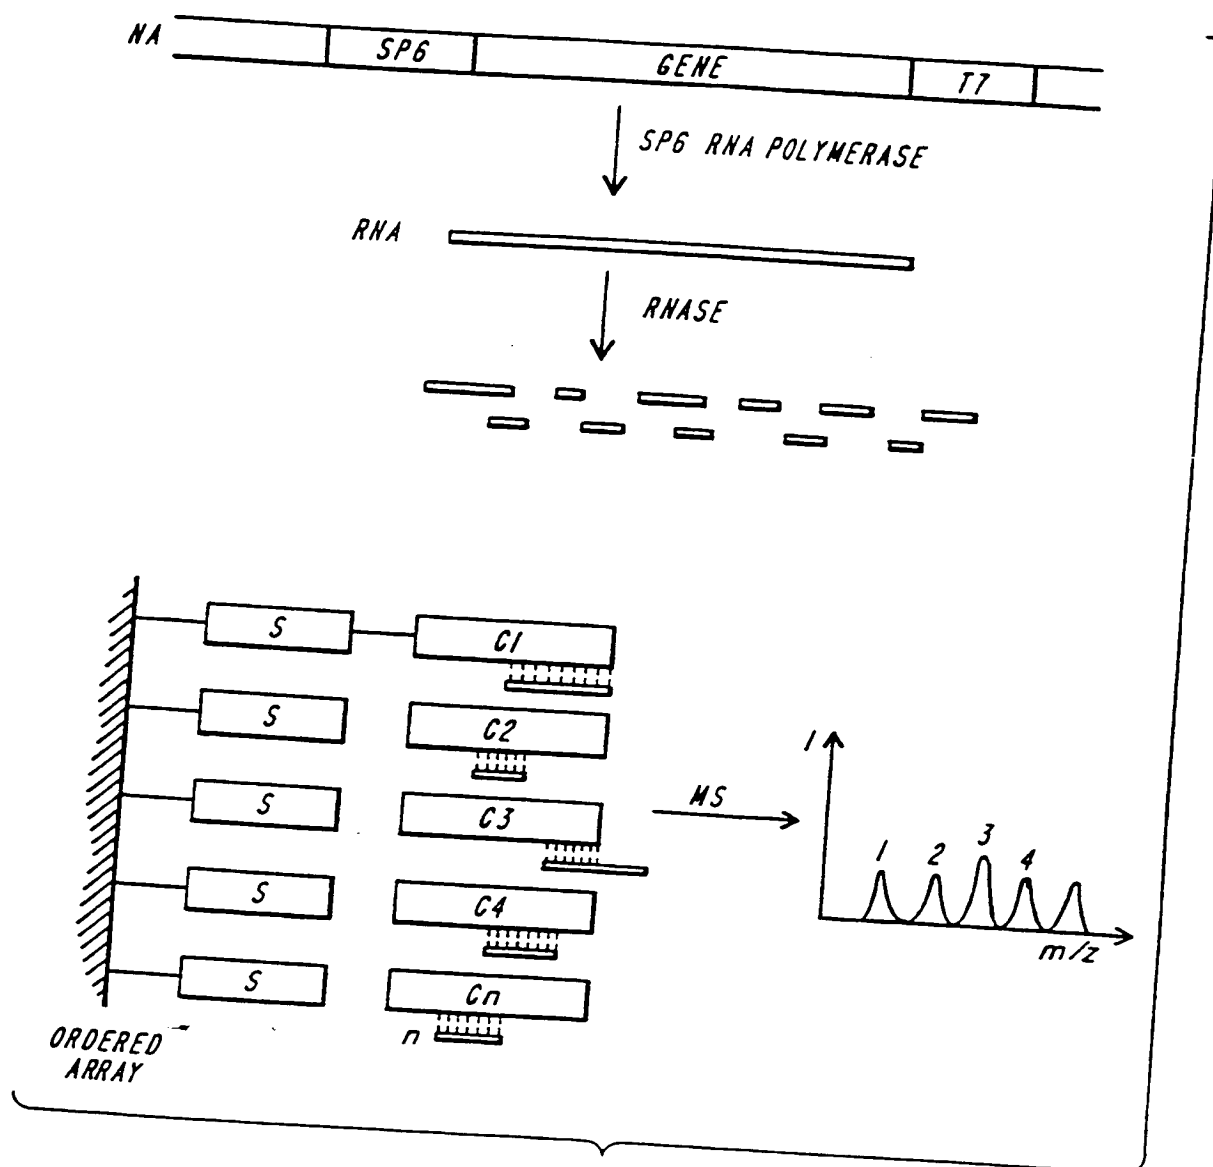 NA
SP6 GENE T7
SP6 RNA POLYMERASE
RNA
RNASE
S C1
S C2
S C3
S C4
S Cn
n
ORDERED
ARRAY
MS
I
1 2 3 4
m/z